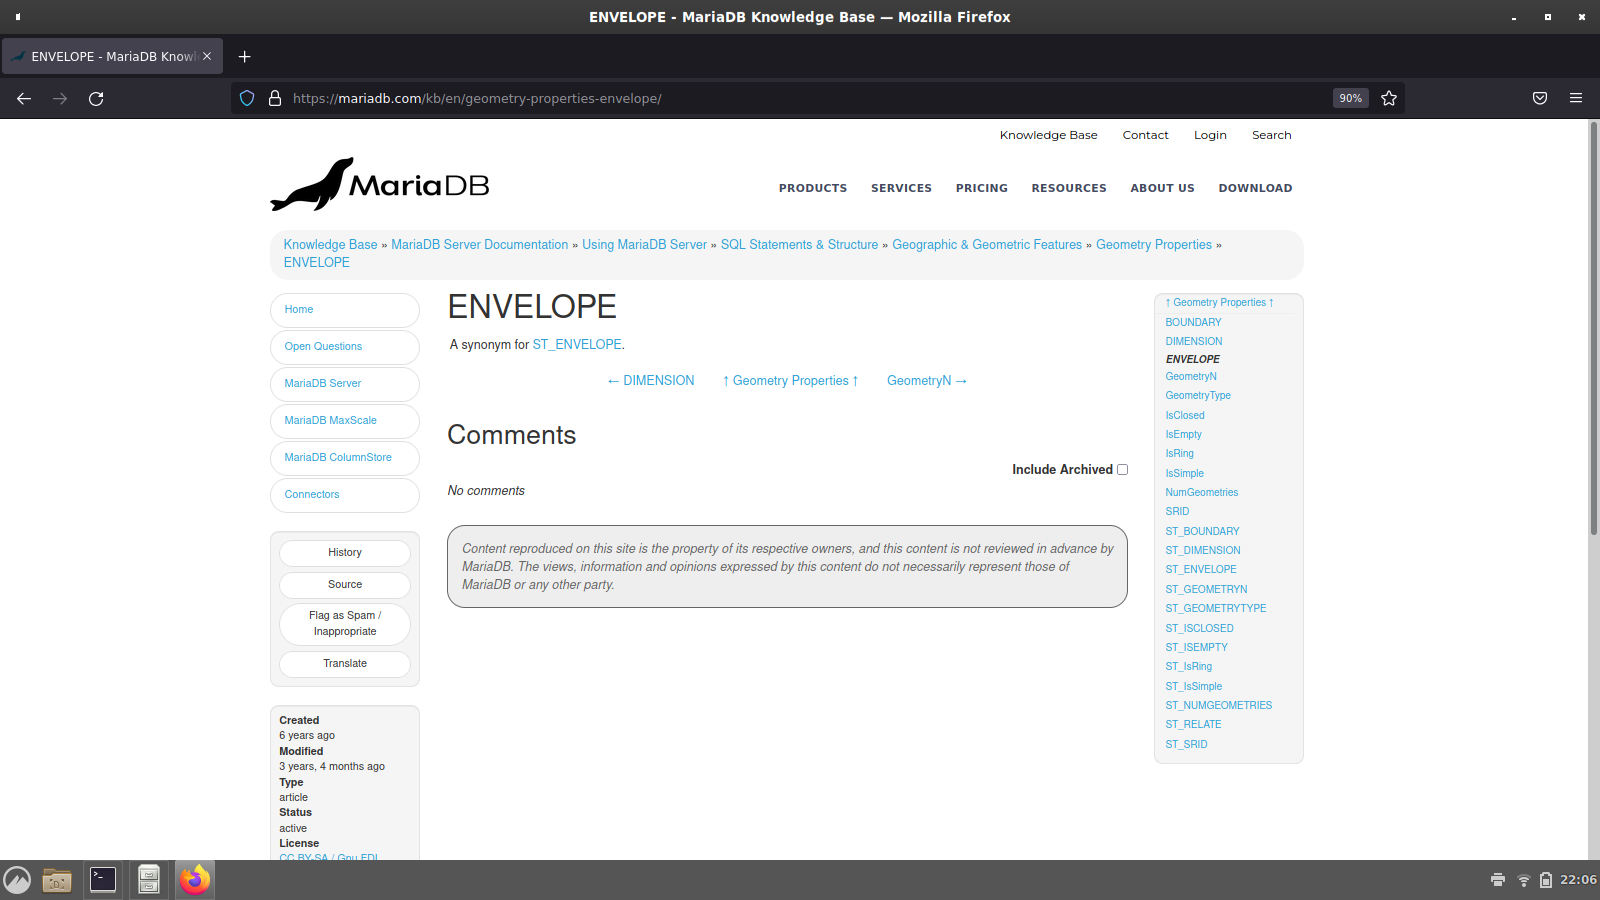 ENVELOPE - MariaDB Knowledge Base — Mozilla Firefox
ENVELOPE - MariaDB Knowl
https://mariadb.com/kb/en/geometry-properties-envelope/
90%
Knowledge Base Contact Login Search
MariaDB
PRODUCTS SERVICES PRICING RESOURCES ABOUT US DOWNLOAD
Knowledge Base » MariaDB Server Documentation » Using MariaDB Server » SQL Statements & Structure » Geographic & Geometric Features » Geometry Properties »
ENVELOPE
Home
Open Questions
MariaDB Server
MariaDB MaxScale
MariaDB ColumnStore
Connectors
History
Source
Flag as Spam /
Inappropriate
Translate
Created
6 years ago
Modified
3 years, 4 months ago
Type
article
Status
active
License
CC BY-SA / Gnu FDL
ENVELOPE
A synonym for ST_ENVELOPE.
← DIMENSION ↑ Geometry Properties ↑ GeometryN →
Comments
Include Archived
No comments
Content reproduced on this site is the property of its respective owners, and this content is not reviewed in advance by
MariaDB. The views, information and opinions expressed by this content do not necessarily represent those of
MariaDB or any other party.
↑ Geometry Properties ↑
BOUNDARY
DIMENSION
ENVELOPE
GeometryN
GeometryType
IsClosed
IsEmpty
IsRing
IsSimple
NumGeometries
SRID
ST_BOUNDARY
ST_DIMENSION
ST_ENVELOPE
ST_GEOMETRYN
ST_GEOMETRYTYPE
ST_ISCLOSED
ST_ISEMPTY
ST_IsRing
ST_IsSimple
ST_NUMGEOMETRIES
ST_RELATE
ST_SRID
22:06